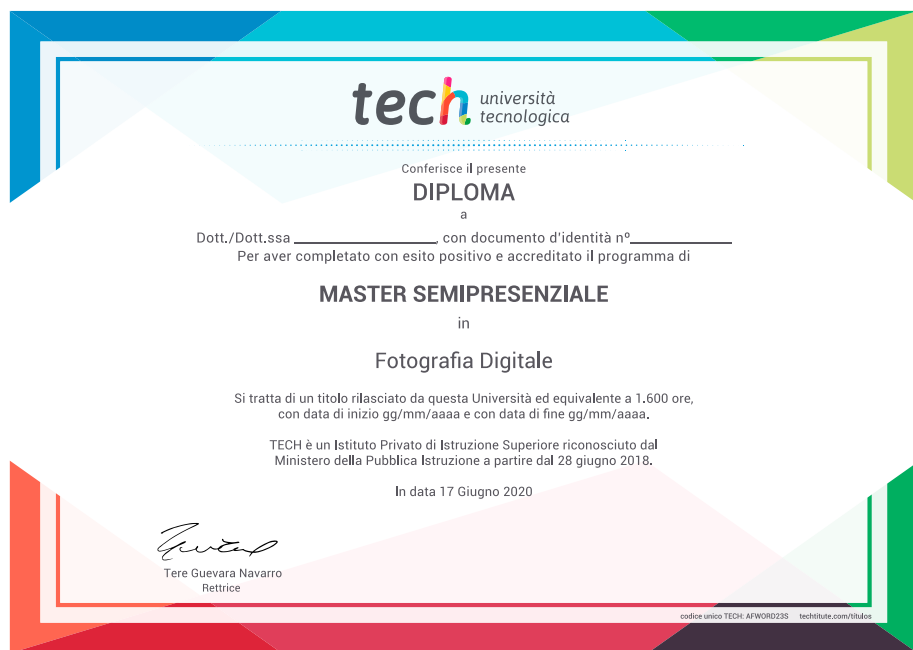 tech università
tecnologica
Conferisce il presente
DIPLOMA
a
Dott./Dott.ssa _________________, con documento d'identità nº____________
Per aver completato con esito positivo e accreditato il programma di
MASTER SEMIPRESENZIALE
in
Fotografia Digitale
Si tratta di un titolo rilasciato da questa Università ed equivalente a 1.600 ore,
con data di inizio gg/mm/aaaa e con data di fine gg/mm/aaaa.
TECH è un Istituto Privato di Istruzione Superiore riconosciuto dal
Ministero della Pubblica Istruzione a partire dal 28 giugno 2018.
In data 17 Giugno 2020
Tere Guevara Navarro
Rettrice
codice unico TECH: AFWORD23S techtitute.com/titulos